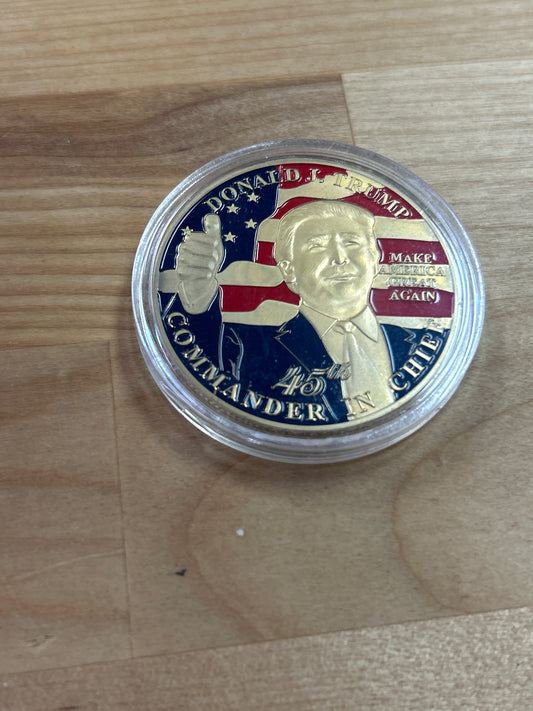 DONALD J. TRUMP
MAKE
AMERICA
GREAT
AGAIN
45th
COMMANDER IN CHIEF